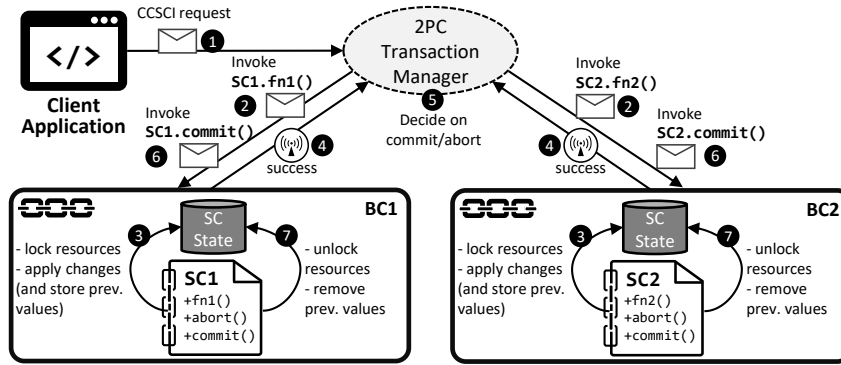 CCSCI request
1
</>
Client
Application
2PC
Transaction
Manager
5
Decide on
commit/abort
Invoke
SC1.fn1()
2
Invoke
SC1.commit()
6
4
success
Invoke
SC2.fn2()
2
Invoke
SC2.commit()
6
4
success
BC1
SC
State
3
7
- lock resources
- apply changes
(and store prev.
values)
SC1
+fn1()
+abort()
+commit()
- unlock
resources
- remove
prev. values
BC2
SC
State
3
7
- lock resources
- apply changes
(and store prev.
values)
SC2
+fn2()
+abort()
+commit()
- unlock
resources
- remove
prev. values